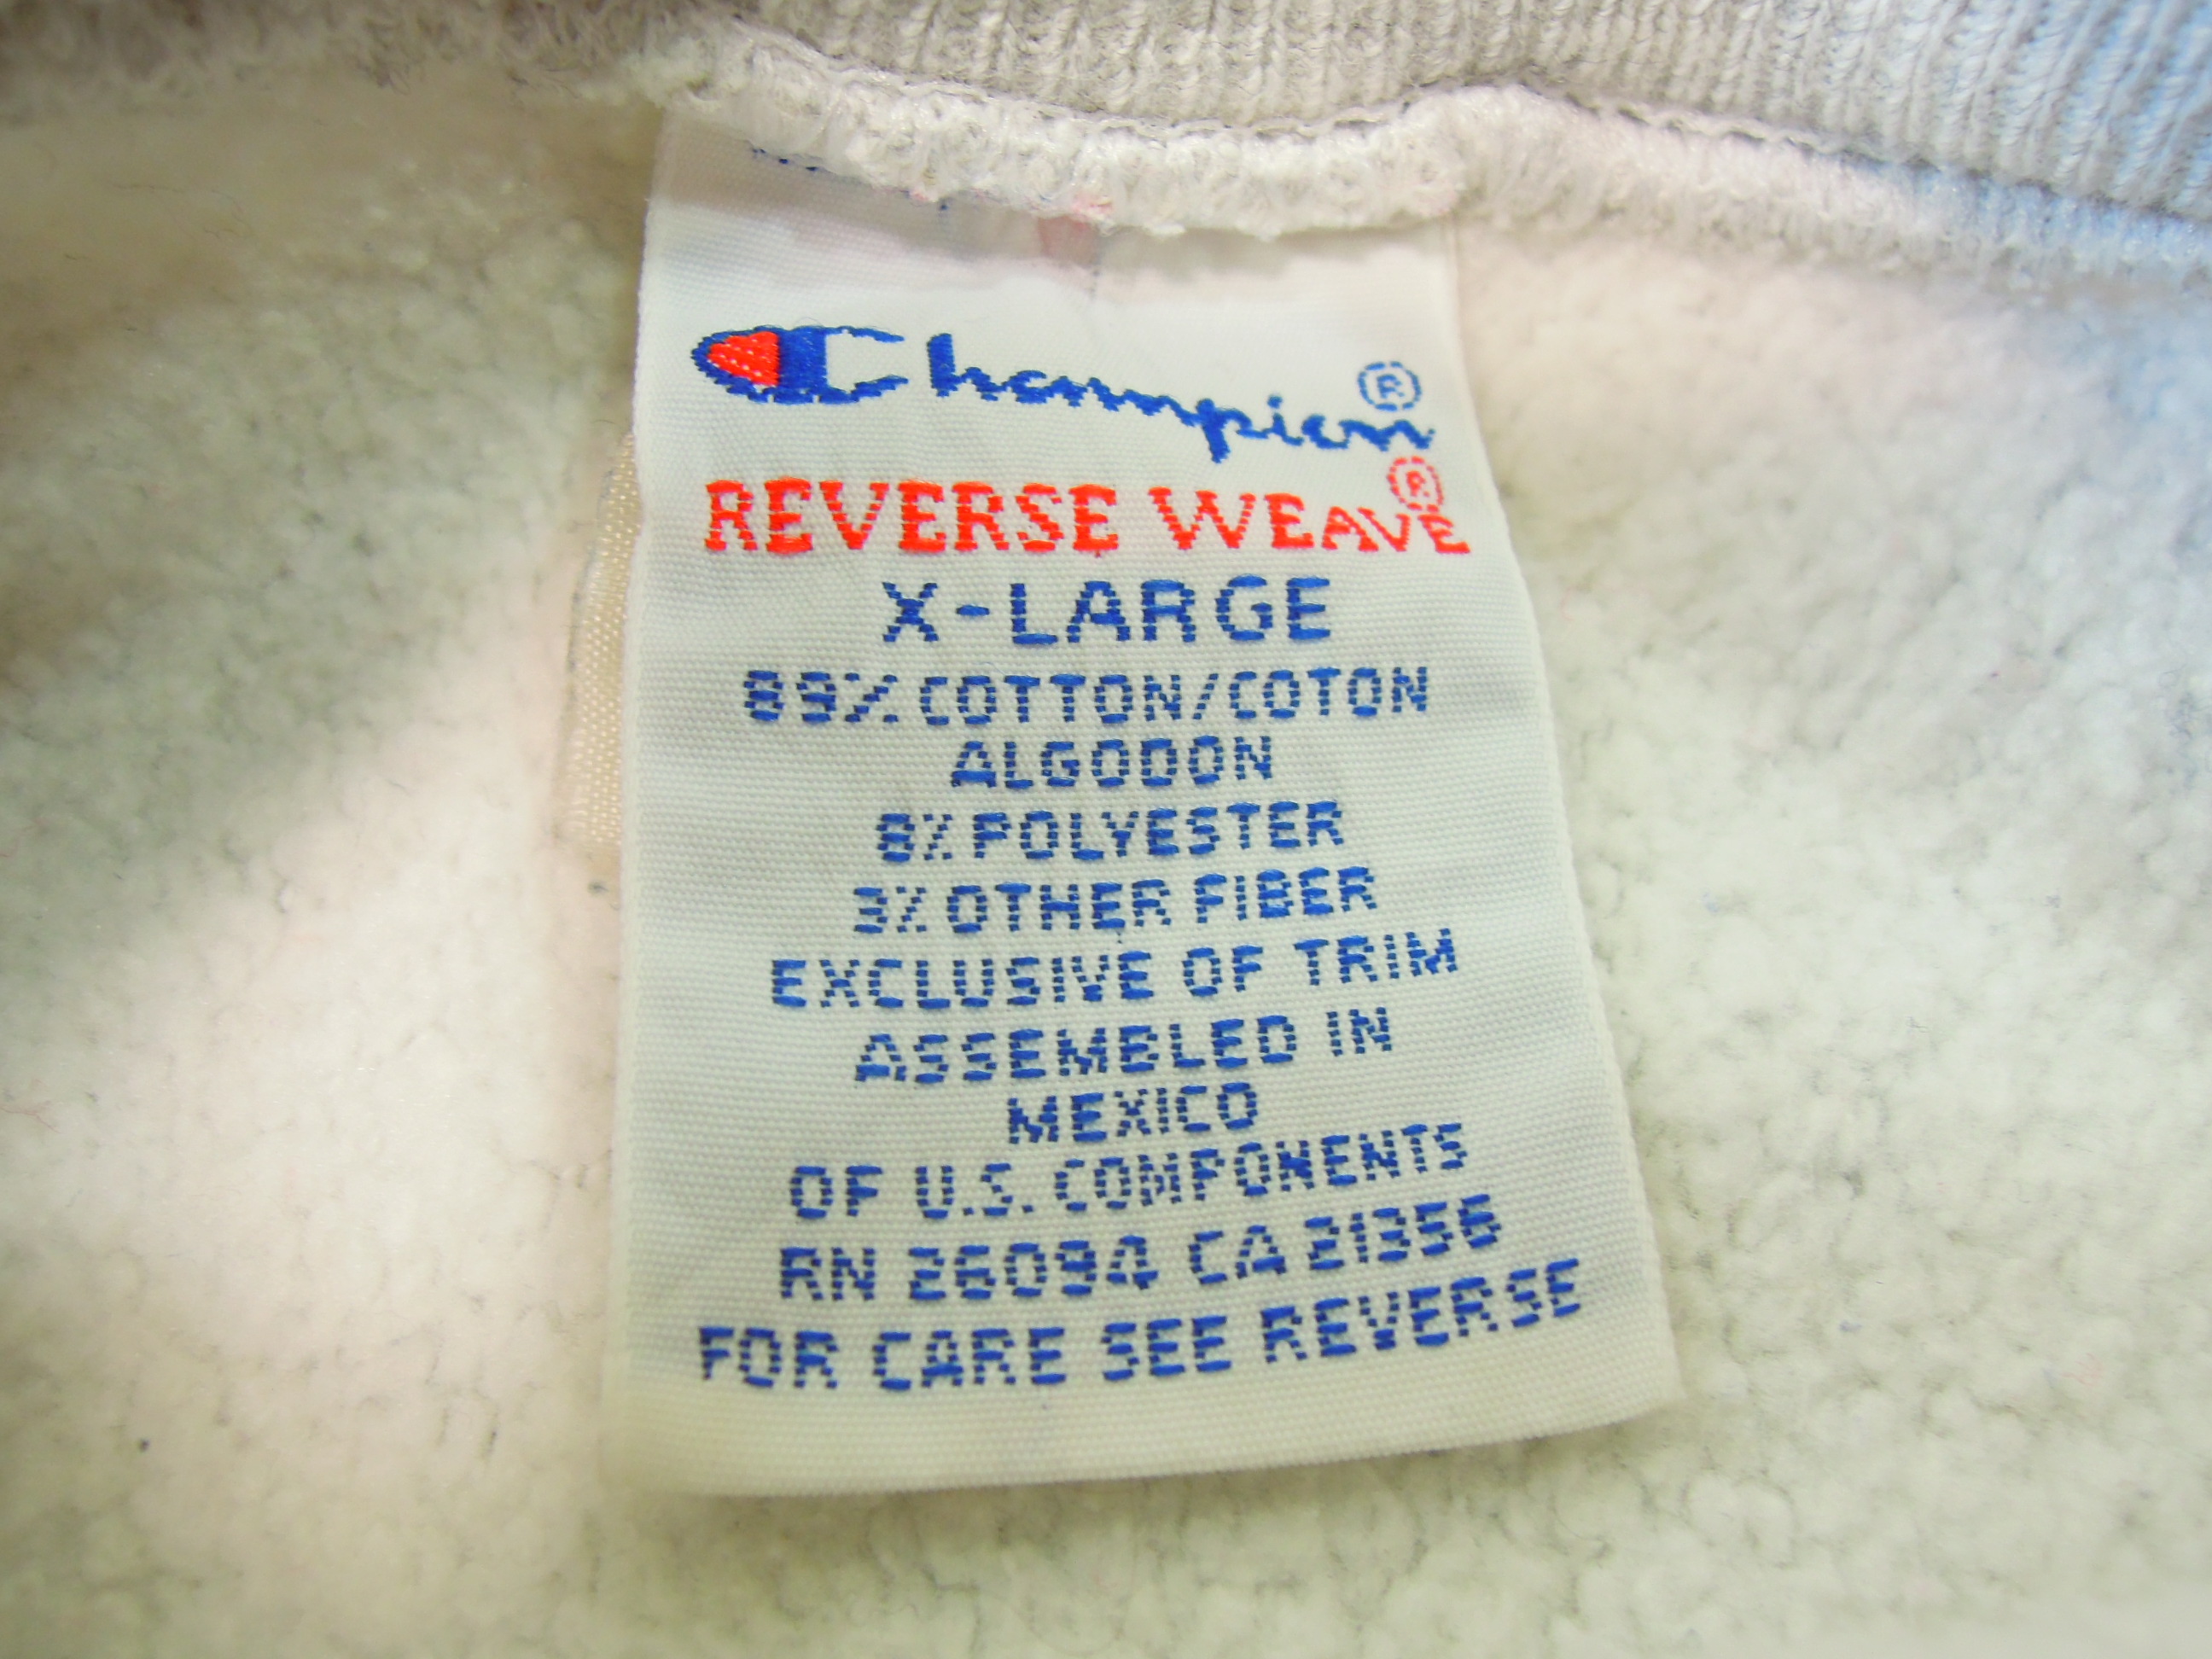 Champion®
REVERSE WEAVE®
X-LARGE
89% COTTON/COTON
ALGODON
8% POLYESTER
3% OTHER FIBER
EXCLUSIVE OF TRIM
ASSEMBLED IN
MEXICO
OF U.S. COMPONENTS
RN 26094 CA 21356
FOR CARE SEE REVERSE